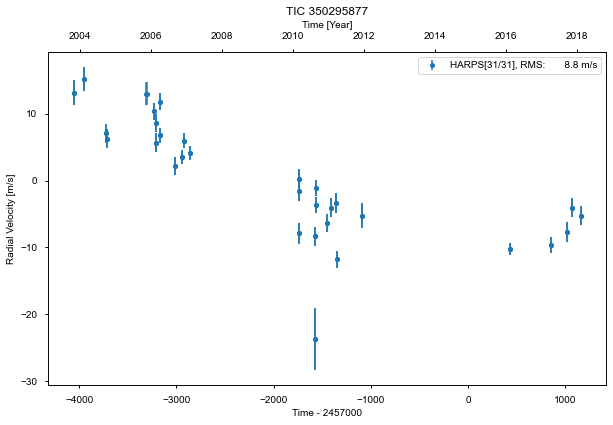 TIC 350295877
Time [Year]
2004 2006 2008 2010 2012 2014 2016 2018
HARPS[31/31], RMS: 8.8 m/s
Radial Velocity [m/s]
10
0
−10
−20
−30
−4000 −3000 −2000 −1000 0 1000
Time - 2457000